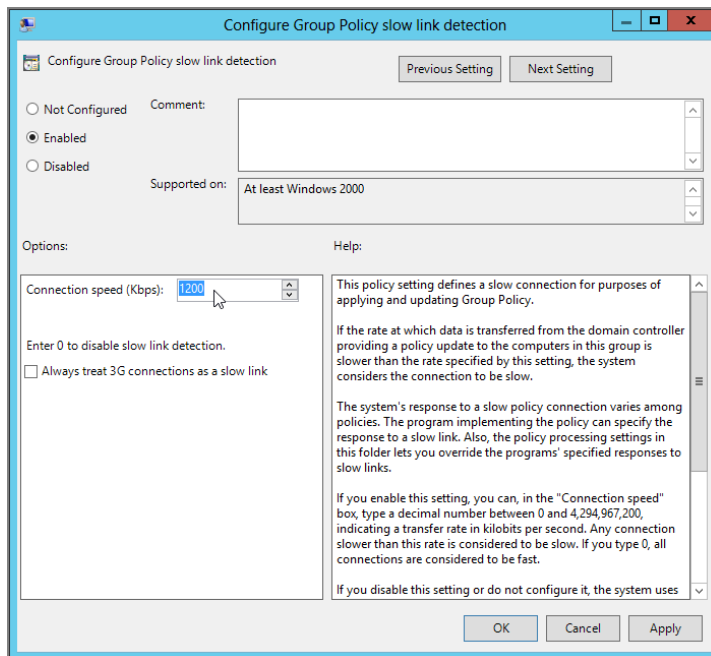 Configure Group Policy slow link detection
Configure Group Policy slow link detection
Previous Setting
Next Setting
Not Configured
Comment:
Enabled
Disabled
Supported on:
At least Windows 2000
Options:
Help:
Connection speed (Kbps):
1200
Enter 0 to disable slow link detection.
Always treat 3G connections as a slow link
This policy setting defines a slow connection for purposes of
applying and updating Group Policy.
If the rate at which data is transferred from the domain controller
providing a policy update to the computers in this group is
slower than the rate specified by this setting, the system
considers the connection to be slow.
The system's response to a slow policy connection varies among
policies. The program implementing the policy can specify the
response to a slow link. Also, the policy processing settings in
this folder lets you override the programs' specified responses to
slow links.
If you enable this setting, you can, in the "Connection speed"
box, type a decimal number between 0 and 4,294,967,200,
indicating a transfer rate in kilobits per second. Any connection
slower than this rate is considered to be slow. If you type 0, all
connections are considered to be fast.
If you disable this setting or do not configure it, the system uses
OK
Cancel
Apply